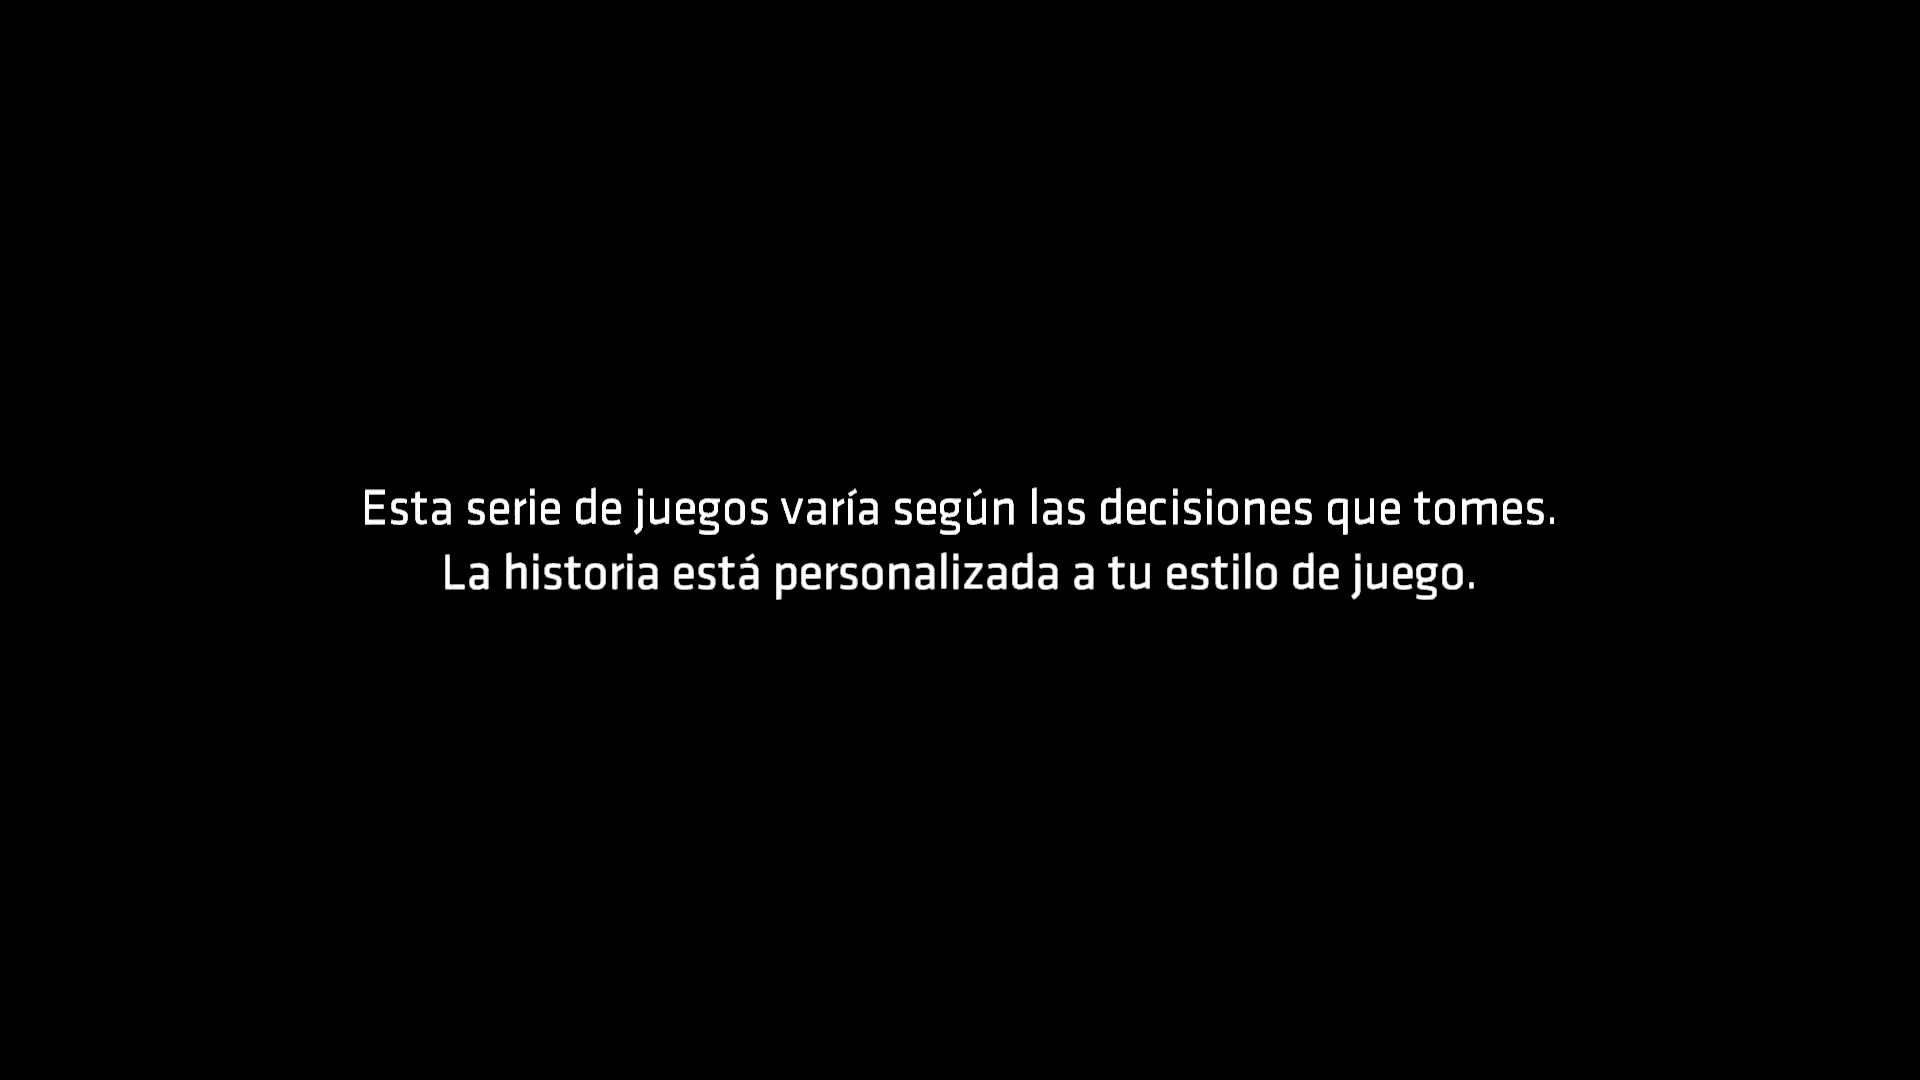 Esta serie de juegos varía según las decisiones que tomes.
La historia está personalizada a tu estilo de juego.